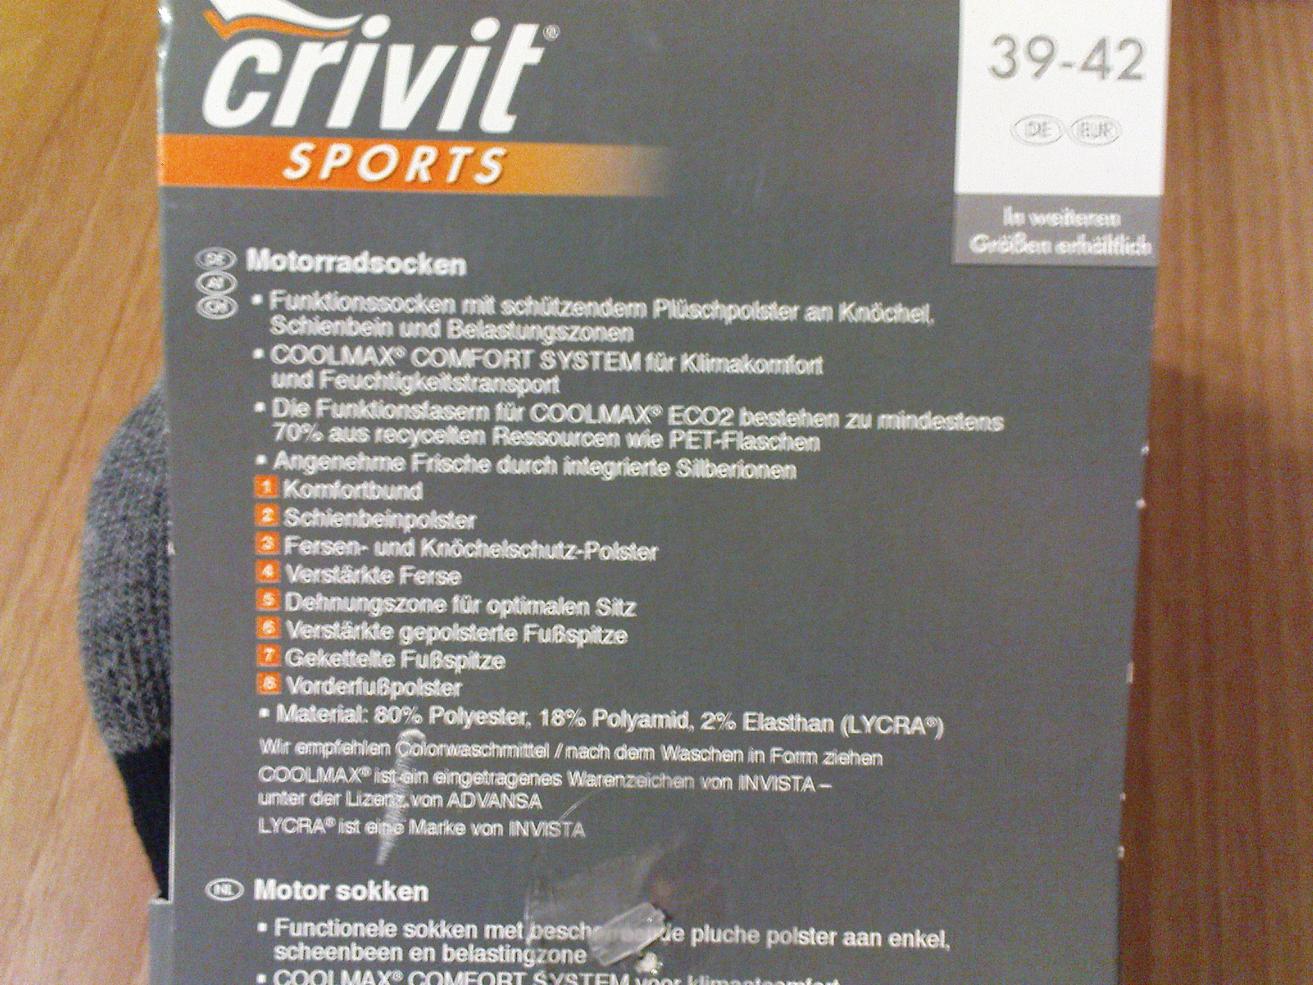 crivit®
SPORTS
39-42
DE EUR
In weiteren
Größen erhältlich
DE
AT
CH
Motorradsocken
▪ Funktionssocken mit schützendem Plüschpolster an Knöchel,
Schienbein und Belastungszonen
▪ COOLMAX® COMFORT SYSTEM für Klimakomfort
und Feuchtigkeitstransport
▪ Die Funktionsfasern für COOLMAX® ECO2 bestehen zu mindestens
70% aus recycelten Ressourcen wie PET-Flaschen
▪ Angenehme Frische durch integrierte Silberionen
1 Komfortbund
2 Schienbeinpolster
3 Fersen- und Knöchelschutz-Polster
4 Verstärkte Ferse
5 Dehnungszone für optimalen Sitz
6 Verstärkte gepolsterte Fußspitze
7 Gekettelte Fußspitze
8 Vorderfußpolster
▪ Material: 80% Polyester, 18% Polyamid, 2% Elasthan (LYCRA®)
Wir empfehlen Colorwaschmittel / nach dem Waschen in Form ziehen
COOLMAX® ist ein eingetragenes Warenzeichen von INVISTA –
unter der Lizenz von ADVANSA
LYCRA® ist eine Marke von INVISTA
NL Motor sokken
▪ Functionele sokken met pluche polster aan enkel,
scheenbeen en belastingzone
▪ COOLMAX® COMFORT SYSTEM voor klimaatcomfort